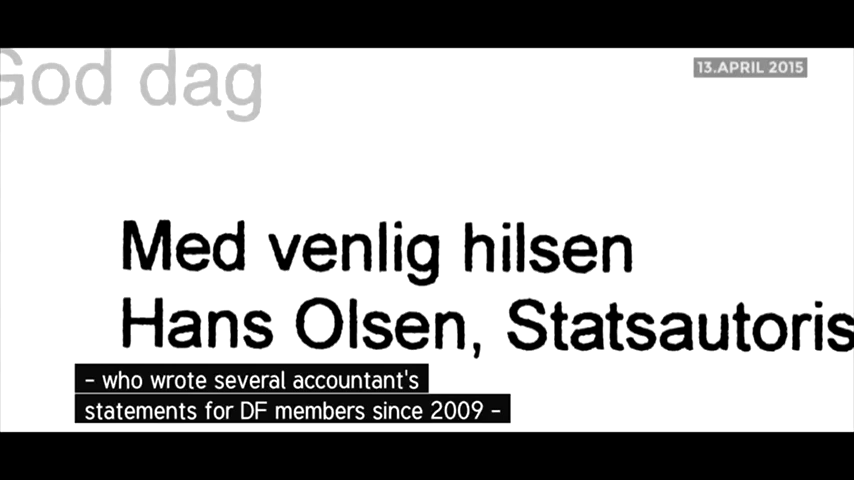 God dag
13.APRIL 2015
Med venlig hilsen
Hans Olsen, Statsautoris
- who wrote several accountant's
statements for DF members since 2009 -